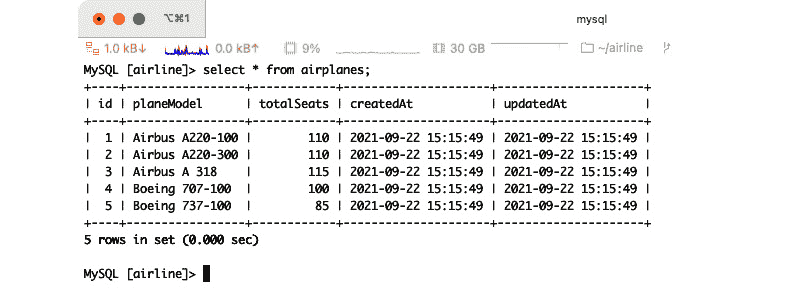 ⌥⌘1
mysql
1.0 kB↓ 0.0 kB↑ 9% 30 GB ~/airline
MySQL [airline]> select * from airplanes;
+----+----------------+------------+---------------------+---------------------+
| id | planeModel | totalSeats | createdAt | updatedAt |
+----+----------------+------------+---------------------+---------------------+
| 1 | Airbus A220-100 | 110 | 2021-09-22 15:15:49 | 2021-09-22 15:15:49 |
| 2 | Airbus A220-300 | 110 | 2021-09-22 15:15:49 | 2021-09-22 15:15:49 |
| 3 | Airbus A 318 | 115 | 2021-09-22 15:15:49 | 2021-09-22 15:15:49 |
| 4 | Boeing 707-100 | 100 | 2021-09-22 15:15:49 | 2021-09-22 15:15:49 |
| 5 | Boeing 737-100 | 85 | 2021-09-22 15:15:49 | 2021-09-22 15:15:49 |
+----+----------------+------------+---------------------+---------------------+
5 rows in set (0.000 sec)
MySQL [airline]>